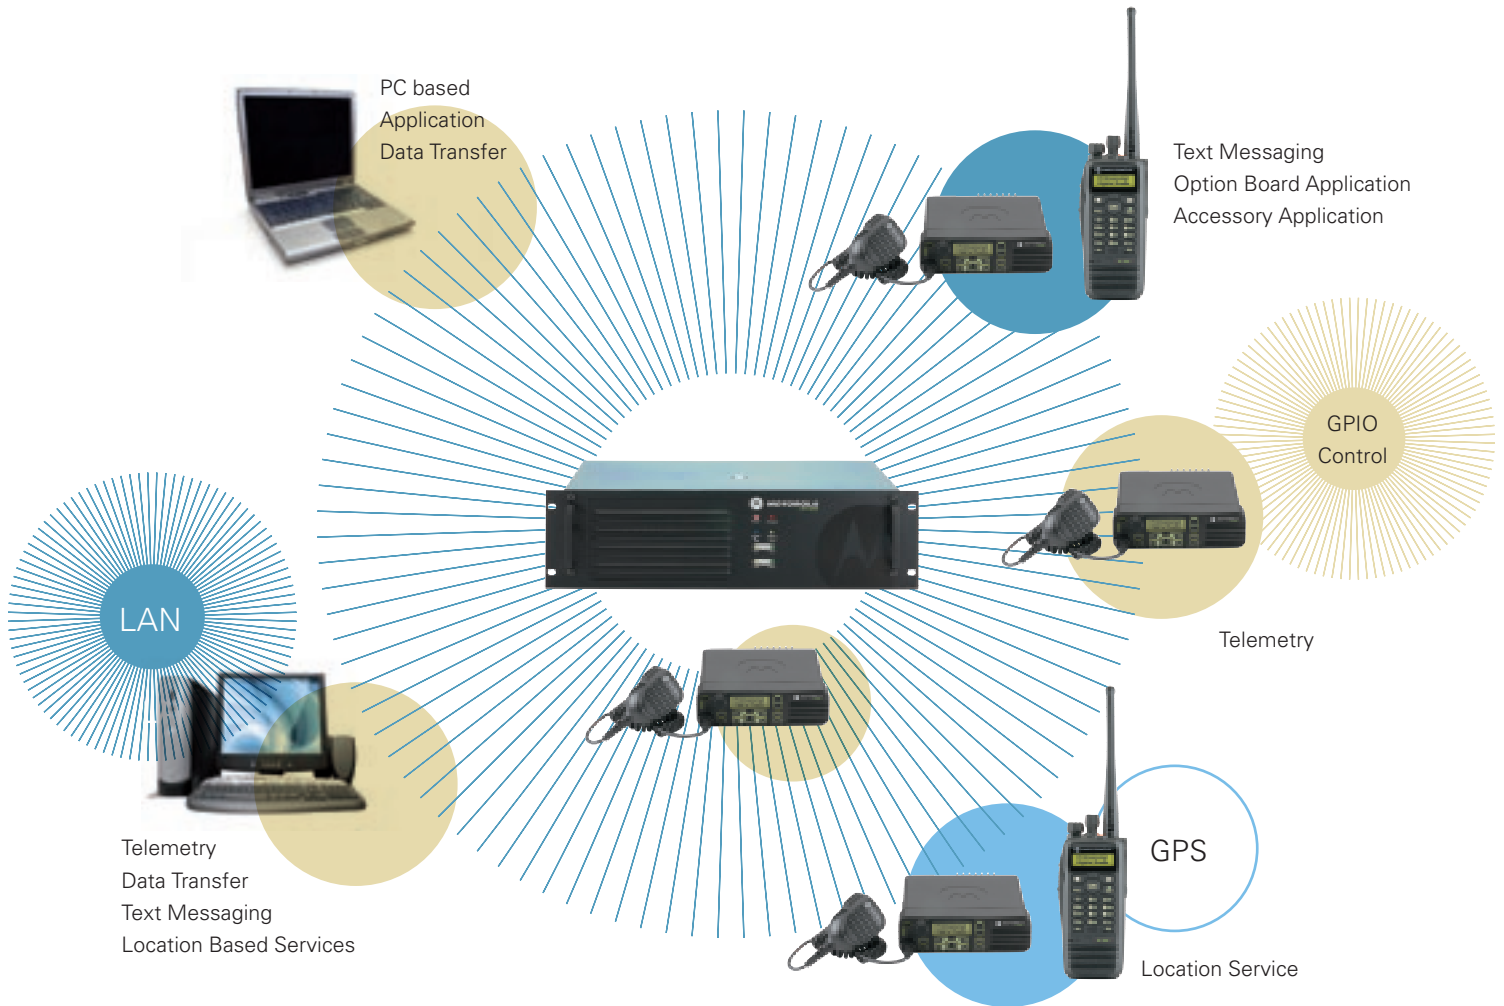 PC based
Application
Data Transfer
Text Messaging
Option Board Application
Accessory Application
GPIO
Control
LAN
Telemetry
Telemetry
Data Transfer
Text Messaging
Location Based Services
GPS
Location Service